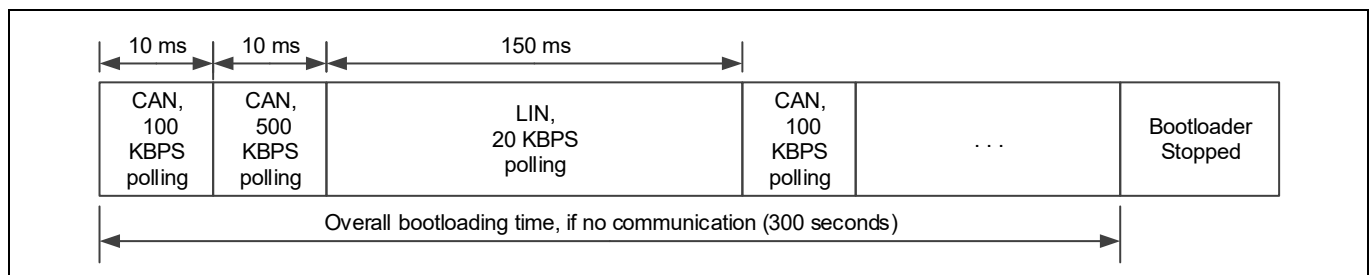 10 ms
10 ms
150 ms
CAN,
100
KBPS
polling
CAN,
500
KBPS
polling
LIN,
20 KBPS
polling
CAN,
100
KBPS
polling
. . .
Bootloader
Stopped
Overall bootloading time, if no communication (300 seconds)